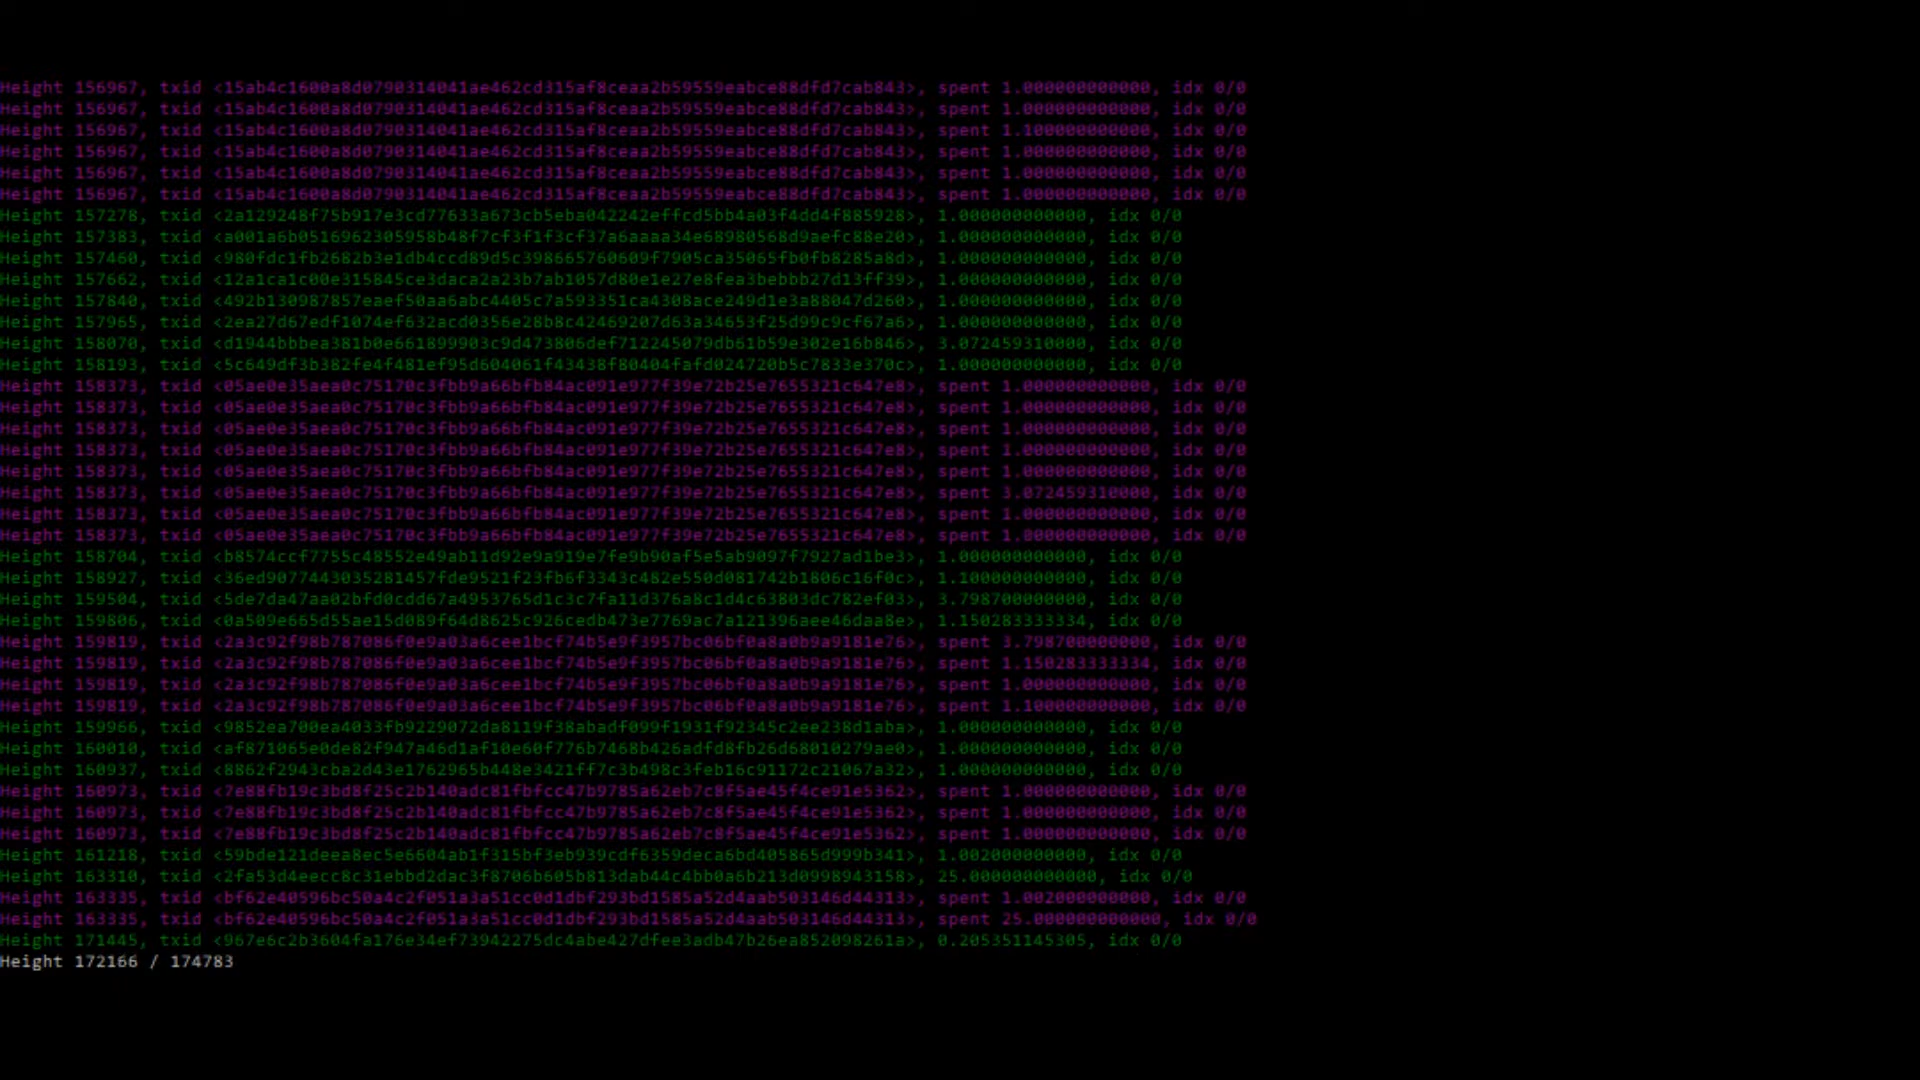 Height 156967, txid <15ab4c1600a8d0790314041ae462cd315af8ceaa2b59559eabce88dfd7cab843>, spent 1.000000000000, idx 0/0
Height 156967, txid <15ab4c1600a8d0790314041ae462cd315af8ceaa2b59559eabce88dfd7cab843>, spent 1.000000000000, idx 0/0
Height 156967, txid <15ab4c1600a8d0790314041ae462cd315af8ceaa2b59559eabce88dfd7cab843>, spent 1.100000000000, idx 0/0
Height 156967, txid <15ab4c1600a8d0790314041ae462cd315af8ceaa2b59559eabce88dfd7cab843>, spent 1.000000000000, idx 0/0
Height 156967, txid <15ab4c1600a8d0790314041ae462cd315af8ceaa2b59559eabce88dfd7cab843>, spent 1.000000000000, idx 0/0
Height 156967, txid <15ab4c1600a8d0790314041ae462cd315af8ceaa2b59559eabce88dfd7cab843>, spent 1.000000000000, idx 0/0
Height 157278, txid <2a129248f75b917e3cd77633a673cb5eba042242effcd5bb4a03f4dd4f885928>, 1.000000000000, idx 0/0
Height 157383, txid <a001a6b0516962305958b48f7cf3f1f3cf37a6aaaa34e68980568d9aefc88e20>, 1.000000000000, idx 0/0
Height 157460, txid <980fdc1fb2682b3e1db4ccd89d5c398665760609f7905ca35065fb0fb8285a8d>, 1.000000000000, idx 0/0
Height 157662, txid <12a1ca1c00e315845ce3daca2a23b7ab1057d80e1e27e8fea3bebbb27d13ff39>, 1.000000000000, idx 0/0
Height 157840, txid <492b130987857eaef50aa6abc4405c7a593351ca4308ace249d1e3a88047d260>, 1.000000000000, idx 0/0
Height 157965, txid <2ea27d67edf1074ef632acd0356e28b8c42469207d63a34653f25d99c9cf67a6>, 1.000000000000, idx 0/0
Height 158070, txid <d1944bbbea381b0e661899903c9d473806def712245079db61b59e302e16b846>, 3.072459310000, idx 0/0
Height 158193, txid <5c649df3b382fe4f481ef95d604061f43438f80404fafd024720b5c7833e370c>, 1.000000000000, idx 0/0
Height 158373, txid <05ae0e35aea0c75170c3fbb9a66bfb84ac091e977f39e72b25e7655321c647e8>, spent 1.000000000000, idx 0/0
Height 158373, txid <05ae0e35aea0c75170c3fbb9a66bfb84ac091e977f39e72b25e7655321c647e8>, spent 1.000000000000, idx 0/0
Height 158373, txid <05ae0e35aea0c75170c3fbb9a66bfb84ac091e977f39e72b25e7655321c647e8>, spent 1.000000000000, idx 0/0
Height 158373, txid <05ae0e35aea0c75170c3fbb9a66bfb84ac091e977f39e72b25e7655321c647e8>, spent 1.000000000000, idx 0/0
Height 158373, txid <05ae0e35aea0c75170c3fbb9a66bfb84ac091e977f39e72b25e7655321c647e8>, spent 1.000000000000, idx 0/0
Height 158373, txid <05ae0e35aea0c75170c3fbb9a66bfb84ac091e977f39e72b25e7655321c647e8>, spent 3.072459310000, idx 0/0
Height 158373, txid <05ae0e35aea0c75170c3fbb9a66bfb84ac091e977f39e72b25e7655321c647e8>, spent 1.000000000000, idx 0/0
Height 158373, txid <05ae0e35aea0c75170c3fbb9a66bfb84ac091e977f39e72b25e7655321c647e8>, spent 1.800000000000, idx 0/0
Height 158704, txid <b8574ccf7755c48552e49ab11d92e9a919e7fe9b90af5e5ab9097f7927ad1be3>, 1.000000000000, idx 0/0
Height 158927, txid <36ed9077443035281457fde9521f23fb6f3343c482e550d081742b1806c16f0c>, 1.100000000000, idx 0/0
Height 159504, txid <5de7da47aa02bfd0cdd67a4953765d1c3c7fa11d376a8c1d4c63803dc782ef03>, 3.798700000000, idx 0/0
Height 159806, txid <0a509e665d55ae15d089f64d8625c926cedb473e7769ac7a121396aee46daa8e>, 1.150283333334, idx 0/0
Height 159819, txid <2a3c92f98b787086f0e9a03a6cee1bcf74b5e9f3957bc06bf0a8a0b9a9181e76>, spent 3.798700000000, idx 0/0
Height 159819, txid <2a3c92f98b787086f0e9a03a6cee1bcf74b5e9f3957bc06bf0a8a0b9a9181e76>, spent 1.150283333334, idx 0/0
Height 159819, txid <2a3c92f98b787086f0e9a03a6cee1bcf74b5e9f3957bc06bf0a8a0b9a9181e76>, spent 1.000000000000, idx 0/0
Height 159819, txid <2a3c92f98b787086f0e9a03a6cee1bcf74b5e9f3957bc06bf0a8a0b9a9181e76>, spent 1.100000000000, idx 0/0
Height 159966, txid <9852ea700ea4033fb9229072da8119f38abadf099f1931f92345c2ee238d1aba>, 1.000000000000, idx 0/0
Height 160010, txid <af871065e0de82f947a46d1af10e60f776b7468b426adfd8fb26d68010279ae0>, 1.000000000000, idx 0/0
Height 160937, txid <8862f2943cba2d43e1762965b448e3421ff7c3b498c3feb16c91172c21067a32>, 1.000000000000, idx 0/0
Height 160973, txid <7e88fb19c3bd8f25c2b140adc81fbfcc47b9785a62eb7c8f5ae45f4ce91e5362>, spent 1.000000000000, idx 0/0
Height 160973, txid <7e88fb19c3bd8f25c2b140adc81fbfcc47b9785a62eb7c8f5ae45f4ce91e5362>, spent 1.000000000000, idx 0/0
Height 160973, txid <7e88fb19c3bd8f25c2b140adc81fbfcc47b9785a62eb7c8f5ae45f4ce91e5362>, spent 1.000000000000, idx 0/0
Height 161218, txid <59bde121deea8ec5e6604ab1f315bf3eb939cdf6359deca6bd405865d999b341>, 1.002000000000, idx 0/0
Height 163310, txid <2fa53d4eecc8c31ebbd2dac3f8706b605b813dab44c4bb0a6b213d0998943158>, 25.000000000000, idx 0/0
Height 163335, txid <bf62e40596bc50a4c2f051a3a51cc0d1dbf293bd1585a52d4aab503146d44313>, spent 1.002000000000, idx 0/0
Height 163335, txid <bf62e40596bc50a4c2f051a3a51cc0d1dbf293bd1585a52d4aab503146d44313>, spent 25.000000000000, idx 0/0
Height 171445, txid <967e6c2b3604fa176e34ef73942275dc4abe427dfee3adb47b26ea852098261a>, 0.205351145305, idx 0/0
Height 172166 / 174783